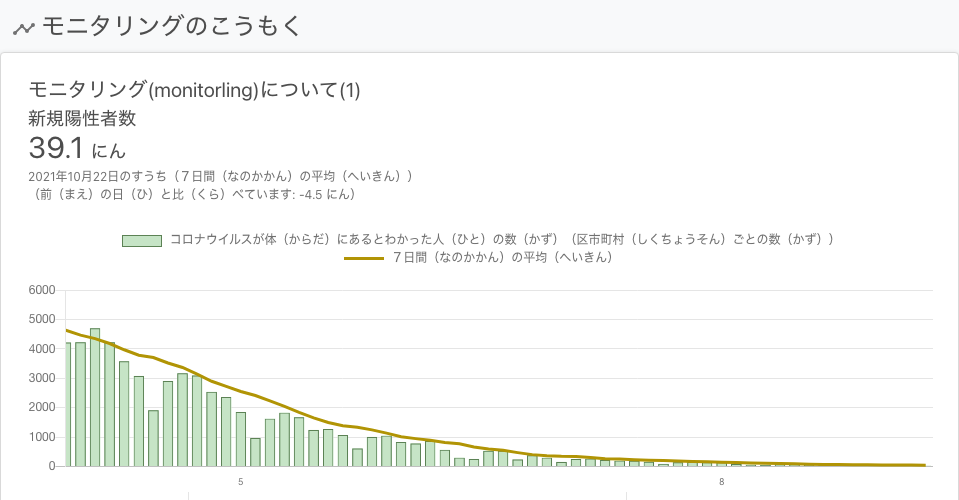 モニタリングのこうもく
モニタリング(monitorling)について(1)
新規陽性者数
39.1 にん
2021年10月22日のすうち（７日間（なのかかん）の平均（へいきん））
（前（まえ）の日（ひ）と比（くら）べています: -4.5 にん）
コロナウイルスが体（からだ）にあるとわかった人（ひと）の数（かず）（区市町村（しくちょうそん）ごとの数（かず））
７日間（なのかかん）の平均（へいきん）
6000
5000
4000
3000
2000
1000
0
5 8